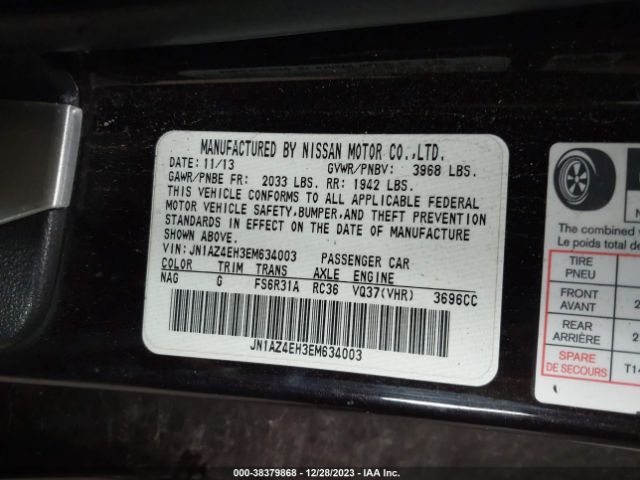 MANUFACTURED BY NISSAN MOTOR CO.,LTD.
DATE: 11/13 GVWR/PNBV: 3968 LBS.
GAWR/PNBE FR: 2033 LBS. RR: 1942 LBS.
THIS VEHICLE CONFORMS TO ALL APPLICABLE FEDERAL
MOTOR VEHICLE SAFETY,BUMPER,AND THEFT PREVENTION
STANDARDS IN EFFECT ON THE DATE OF MANUFACTURE
SHOWN ABOVE.
VIN: JN1AZ4EH3EM634003 PASSENGER CAR
COLOR TRIM TRANS AXLE ENGINE
NAG G FS6R31A RC36 VQ37(VHR) 3696CC
JN1AZ4EH3EM634003
The combined
Le poids total
TIRE
PNEU
FRONT
AVANT
2
REAR
ARRIÈRE
2
SPARE
DE SECOURS
T14
000-38379868 - 12/28/2023 - IAA Inc.